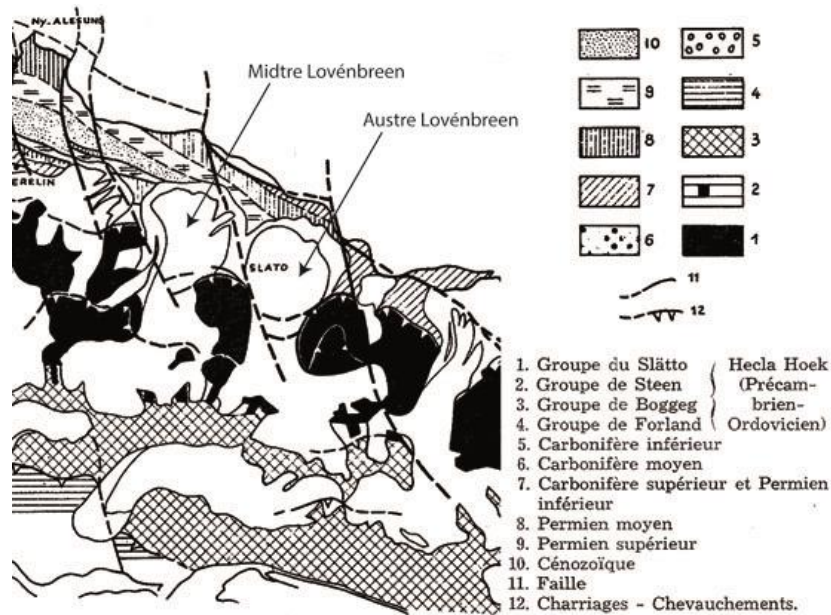 Ny-ALESUND
Midtre Lovénbreen
Austre Lovénbreen
ERELIN
SLATO
10
5
9
4
8
3
7
2
6
1
11
12
1. Groupe du Slätto
2. Groupe de Steen
3. Groupe de Boggeg
4. Groupe de Forland
Hecla Hoek
(Précam-
brien-
Ordovicien)
5. Carbonifère inférieur
6. Carbonifère moyen
7. Carbonifère supérieur et Permien
inférieur
8. Permien moyen
9. Permien supérieur
10. Cénozoïque
11. Faille
12. Charriages - Chevauchements.